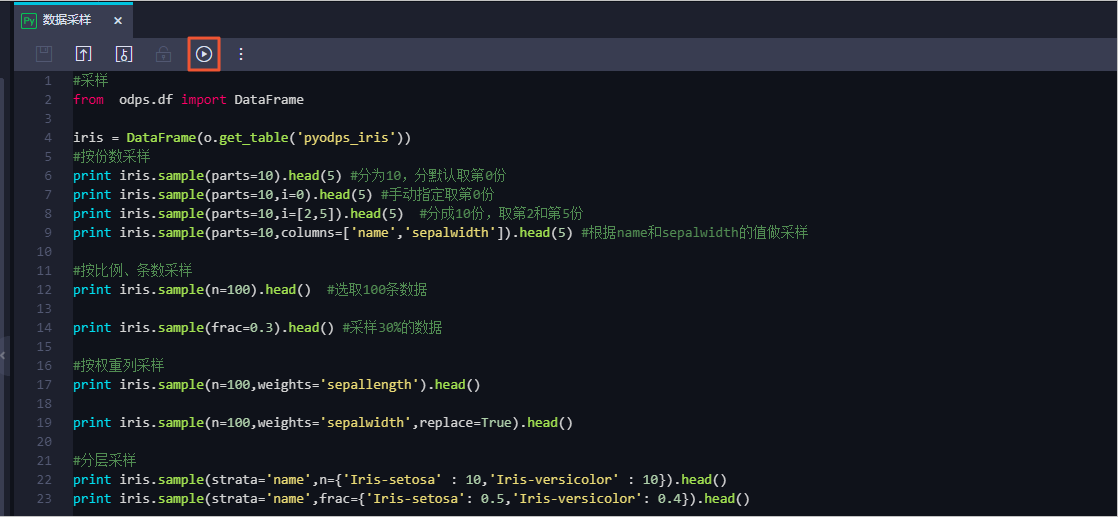 Py 数据采样 ×
1 #采样
2 from  odps.df import DataFrame
3
4 iris = DataFrame(o.get_table('pyodps_iris'))
5 #按份数采样
6 print iris.sample(parts=10).head(5) #分为10，分默认取第0份
7 print iris.sample(parts=10,i=0).head(5) #手动指定取第0份
8 print iris.sample(parts=10,i=[2,5]).head(5)  #分成10份，取第2和第5份
9 print iris.sample(parts=10,columns=['name','sepalwidth']).head(5) #根据name和sepalwidth的值做采样
10
11 #按比例、条数采样
12 print iris.sample(n=100).head()  #选取100条数据
13
14 print iris.sample(frac=0.3).head() #采样30%的数据
15
16 #按权重列采样
17 print iris.sample(n=100,weights='sepallength').head()
18
19 print iris.sample(n=100,weights='sepalwidth',replace=True).head()
20
21 #分层采样
22 print iris.sample(strata='name',n={'Iris-setosa' : 10,'Iris-versicolor' : 10}).head()
23 print iris.sample(strata='name',frac={'Iris-setosa': 0.5,'Iris-versicolor': 0.4}).head()